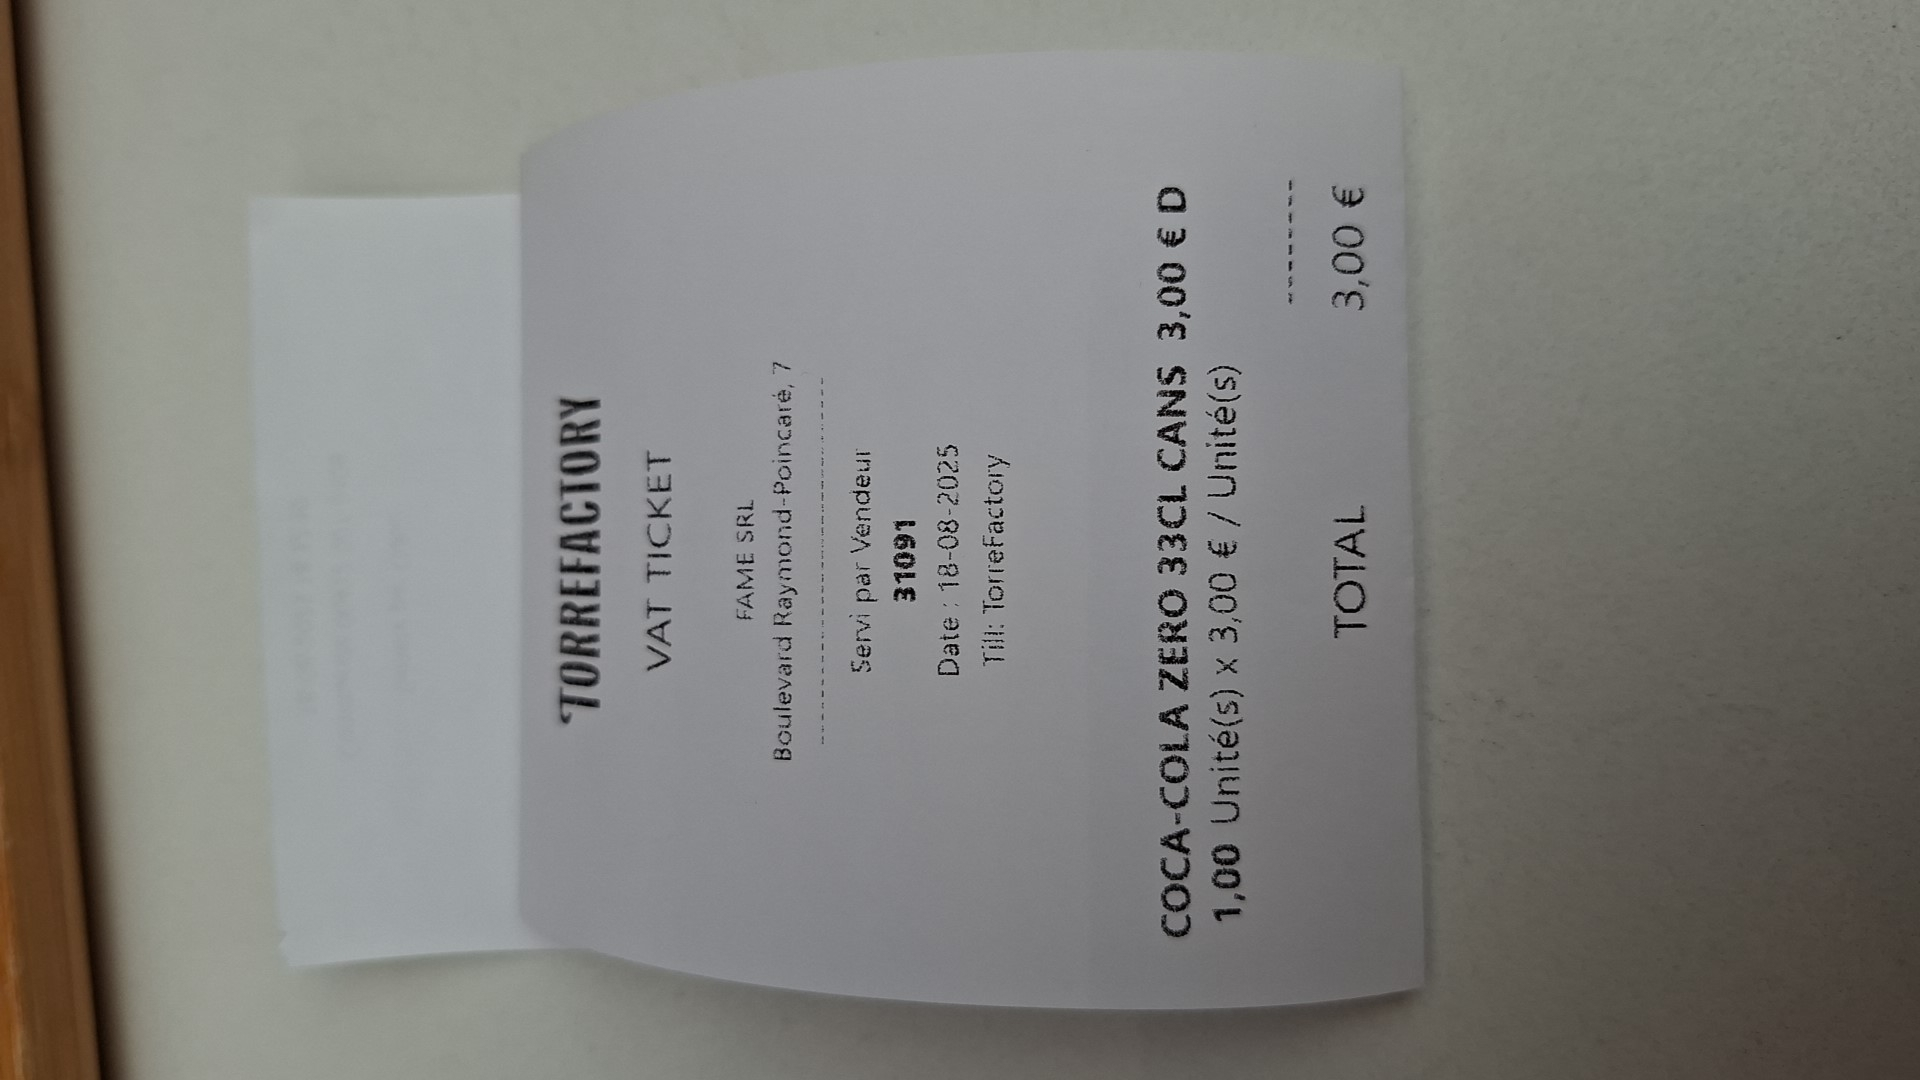 TORREFACTORY
VAT TICKET
FAME SRL
Boulevard Raymond-Poincaré, 7
--------------------------------
Servi par Vendeur
31091
Date : 18-08-2025
Till: TorreFactory
COCA-COLA ZERO 33CL CANS 3,00 € D
1,00 Unité(s) x 3,00 € / Unité(s)
--------
TOTAL 3,00 €